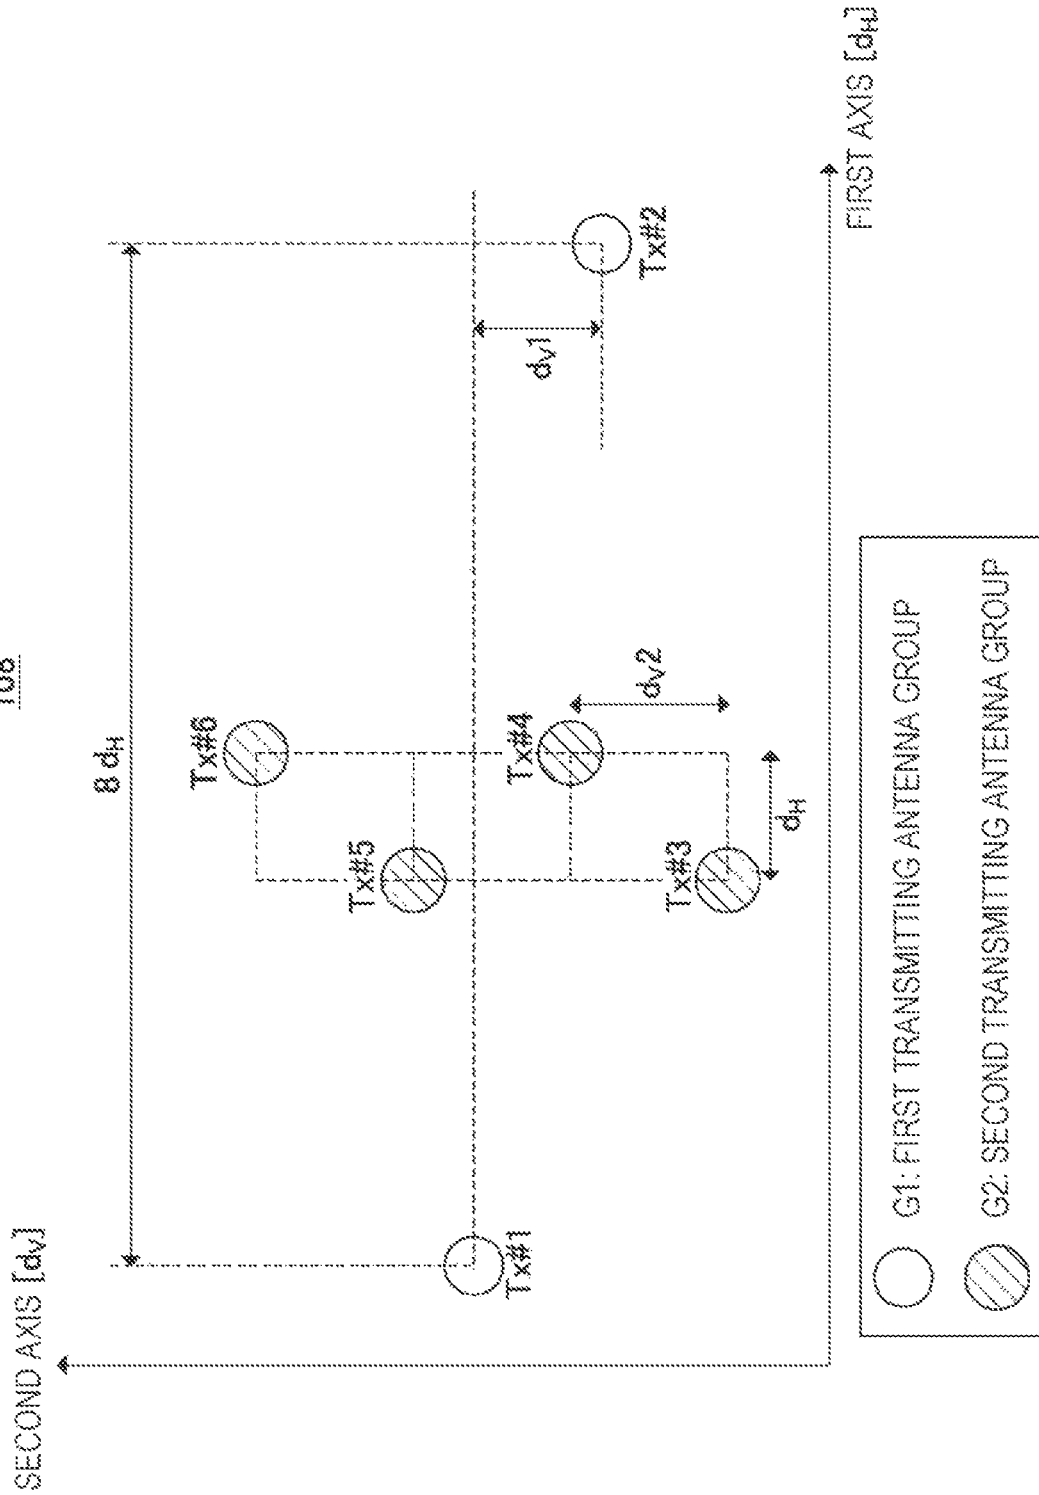 108
SECOND AXIS [dV]
8 dH
Tx#6
Tx#5
Tx#4
Tx#3
dV2
dH
Tx#1
dV1
Tx#2
FIRST AXIS [dH]
G1: FIRST TRANSMITTING ANTENNA GROUP
G2: SECOND TRANSMITTING ANTENNA GROUP